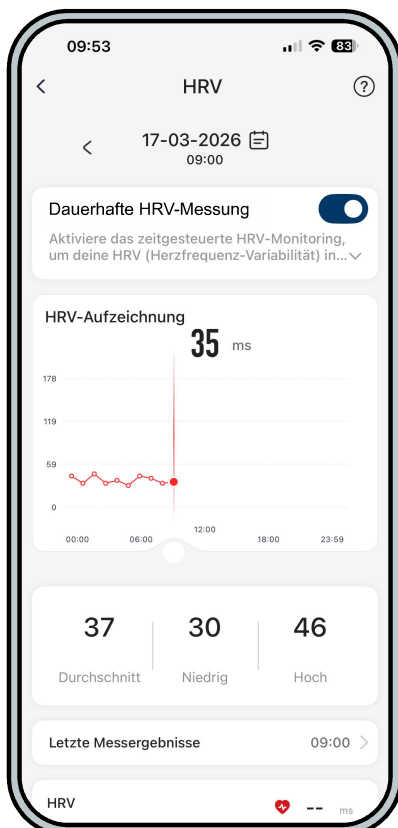 09:53
83
HRV
?
17-03-2026
09:00
Dauerhafte HRV-Messung
Aktiviere das zeitgesteuerte HRV-Monitoring,
um deine HRV (Herzfrequenz-Variabilität) in...
HRV-Aufzeichnung
35 ms
178
119
59
0
00:00 06:00 12:00 18:00 23:59
37 30 46
Durchschnitt Niedrig Hoch
Letzte Messergebnisse 09:00
HRV -- ms